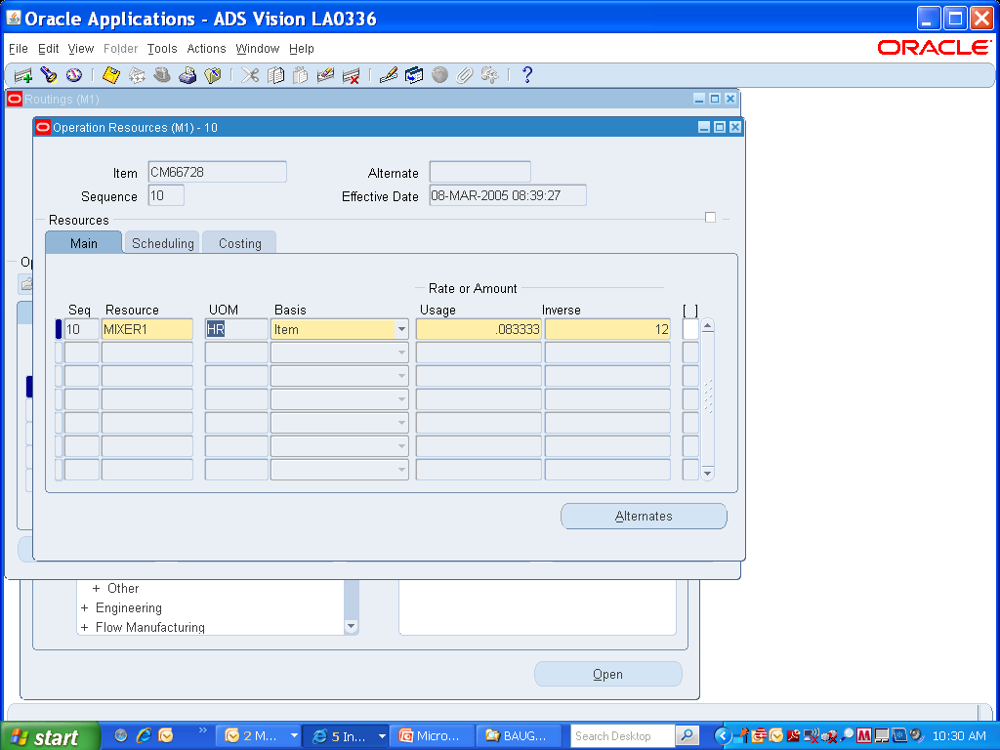 Oracle Applications - ADS Vision LA0336
File Edit View Folder Tools Actions Window Help
ORACLE
Routings (M1)
Operation Resources (M1) - 10
Item CM66728 Alternate
Sequence 10 Effective Date 08-MAR-2005 08:39:27
Resources
Main Scheduling Costing
Rate or Amount
Seq Resource UOM Basis Usage Inverse [ ]
10 MIXER1 HR Item .083333 12
Alternates
+ Other
+ Engineering
+ Flow Manufacturing
Open
start 2 M... 5 In... Micro... BAUG... Search Desktop 10:30 AM